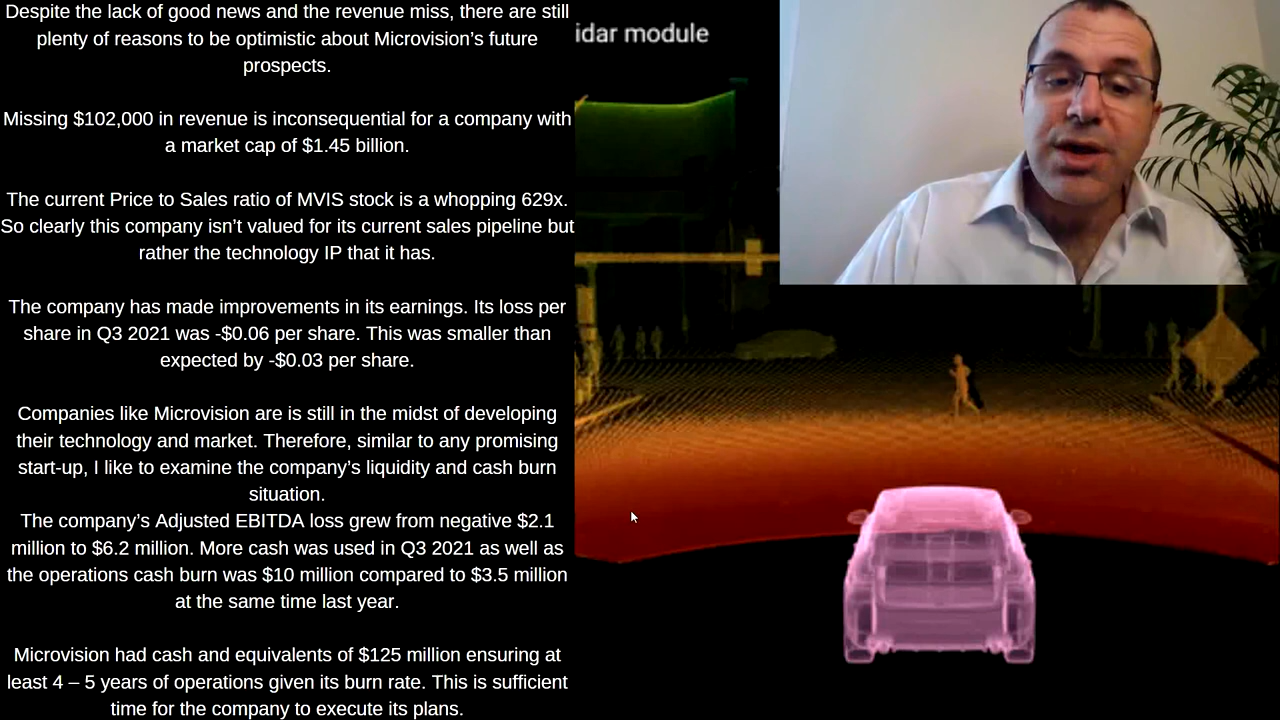 Despite the lack of good news and the revenue miss, there are still
plenty of reasons to be optimistic about Microvision’s future
prospects.
Missing $102,000 in revenue is inconsequential for a company with
a market cap of $1.45 billion.
The current Price to Sales ratio of MVIS stock is a whopping 629x.
So clearly this company isn’t valued for its current sales pipeline but
rather the technology IP that it has.
The company has made improvements in its earnings. Its loss per
share in Q3 2021 was -$0.06 per share. This was smaller than
expected by -$0.03 per share.
Companies like Microvision are is still in the midst of developing
their technology and market. Therefore, similar to any promising
start-up, I like to examine the company’s liquidity and cash burn
situation.
The company’s Adjusted EBITDA loss grew from negative $2.1
million to $6.2 million. More cash was used in Q3 2021 as well as
the operations cash burn was $10 million compared to $3.5 million
at the same time last year.
Microvision had cash and equivalents of $125 million ensuring at
least 4 – 5 years of operations given its burn rate. This is sufficient
time for the company to execute its plans.
idar module